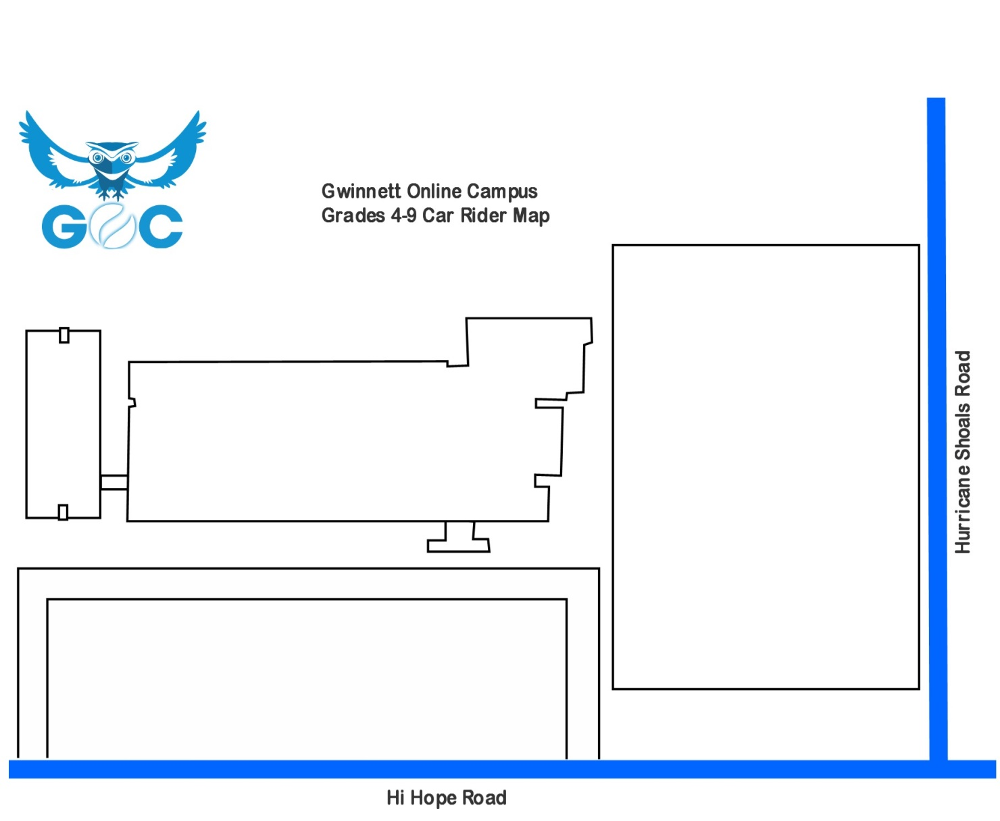 GOC
Gwinnett Online Campus
Grades 4-9 Car Rider Map
Hurricane Shoals Road
Hi Hope Road